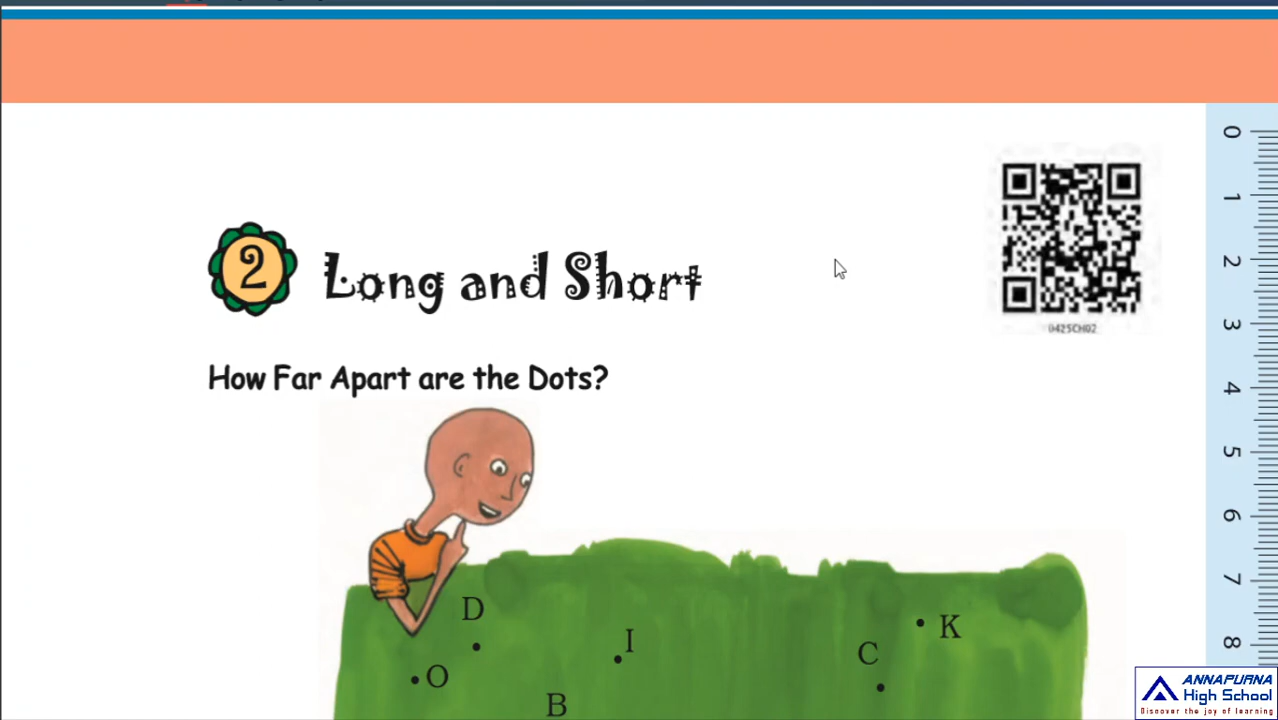 2 Long and Short
0425CH02
How Far Apart are the Dots?
D
I
K
C
O
B
0
1
2
3
4
5
6
7
8
ANNAPURNA
High School
Discover the joy of learning